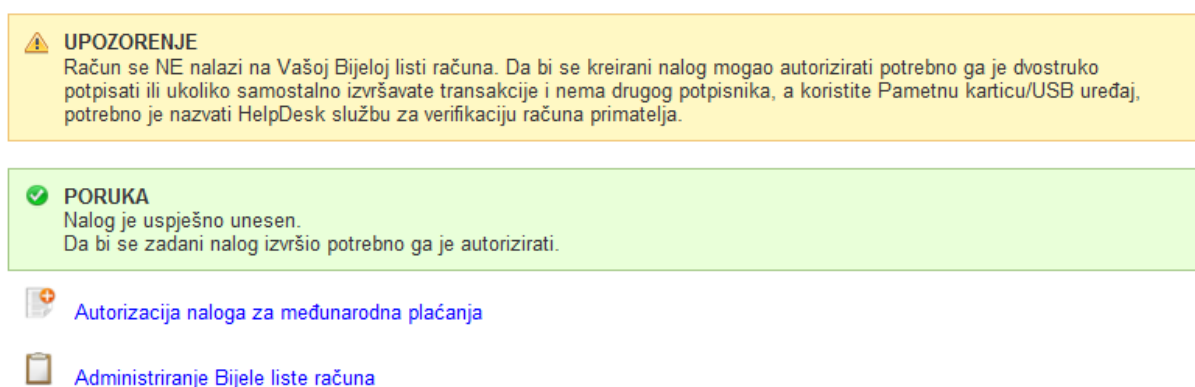 UPOZORENJE
Račun se NE nalazi na Vašoj Bijeloj listi računa. Da bi se kreirani nalog mogao autorizirati potrebno ga je dvostruko
potpisati ili ukoliko samostalno izvršavate transakcije i nema drugog potpisnika, a koristite Pametnu karticu/USB uređaj,
potrebno je nazvati HelpDesk službu za verifikaciju računa primatelja.
PORUKA
Nalog je uspješno unesen.
Da bi se zadani nalog izvršio potrebno ga je autorizirati.
Autorizacija naloga za međunarodna plaćanja
Administriranje Bijele liste računa